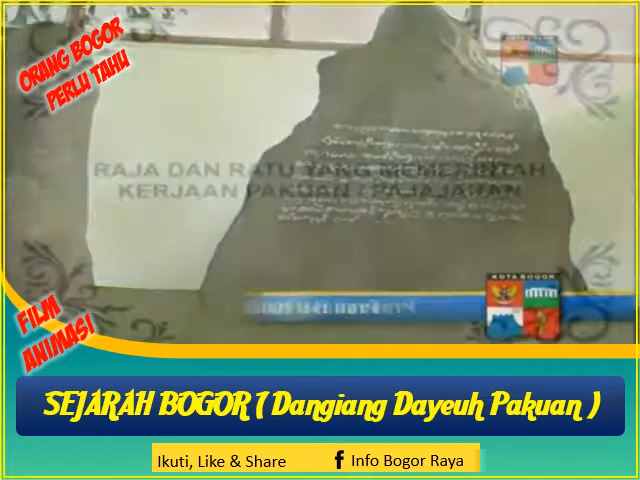 ORANG BOGOR
PERLU TAHU
RAJA DAN RATU YANG MEMERINTAH
KERJAAN PAKUAN / PAJAJARAN
KOTA BOGOR
FILM
ANIMASI
SEJARAH BOGOR ( Dangiang Dayeuh Pakuan )
Ikuti, Like & Share
f Info Bogor Raya